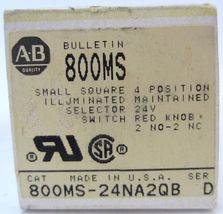 A-B
QUALITY
BULLETIN
800MS
SMALL SQUARE 4 POSITION
ILLUMINATED MAINTAINED
SELECTOR 24V
SWITCH RED KNOB
2 NO-2 NC
CAT MADE IN U.S.A. SER
800MS-24NA2QB D